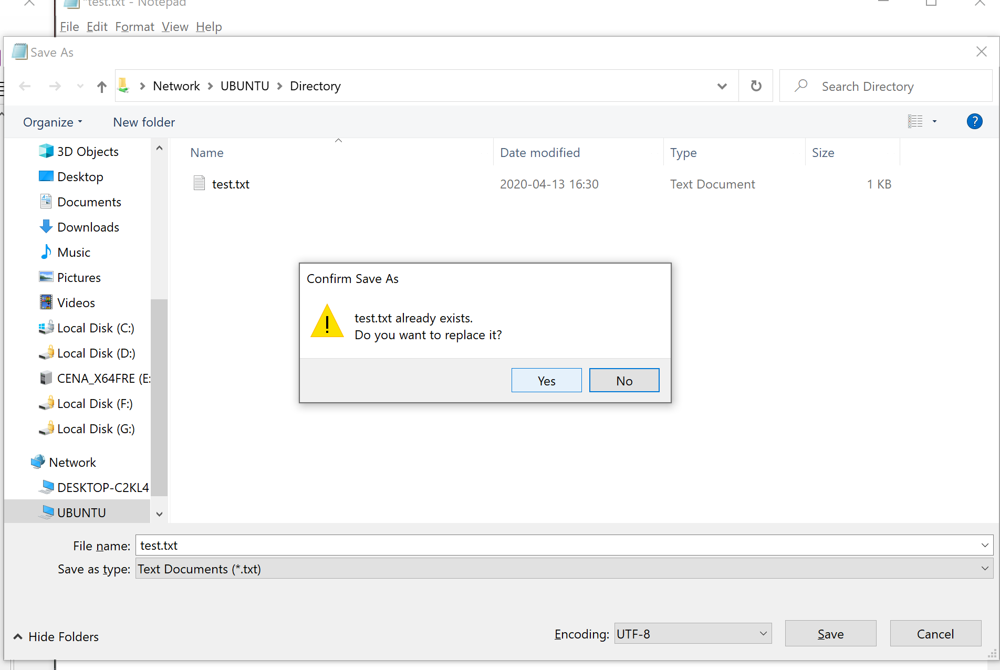 *test.txt - Notepad
File Edit Format View Help
Save As
Network UBUNTU Directory
Search Directory
Organize New folder
?
Name Date modified Type Size
3D Objects
test.txt 2020-04-13 16:30 Text Document 1 KB
Desktop
Documents
Downloads
Music
Pictures
Videos
Local Disk (C:)
Local Disk (D:)
CENA_X64FRE (E:
Local Disk (F:)
Local Disk (G:)
Network
DESKTOP-C2KL4
UBUNTU
Confirm Save As
!
test.txt already exists.
Do you want to replace it?
Yes No
File name: test.txt
Save as type: Text Documents (*.txt)
Hide Folders
Encoding: UTF-8 Save Cancel